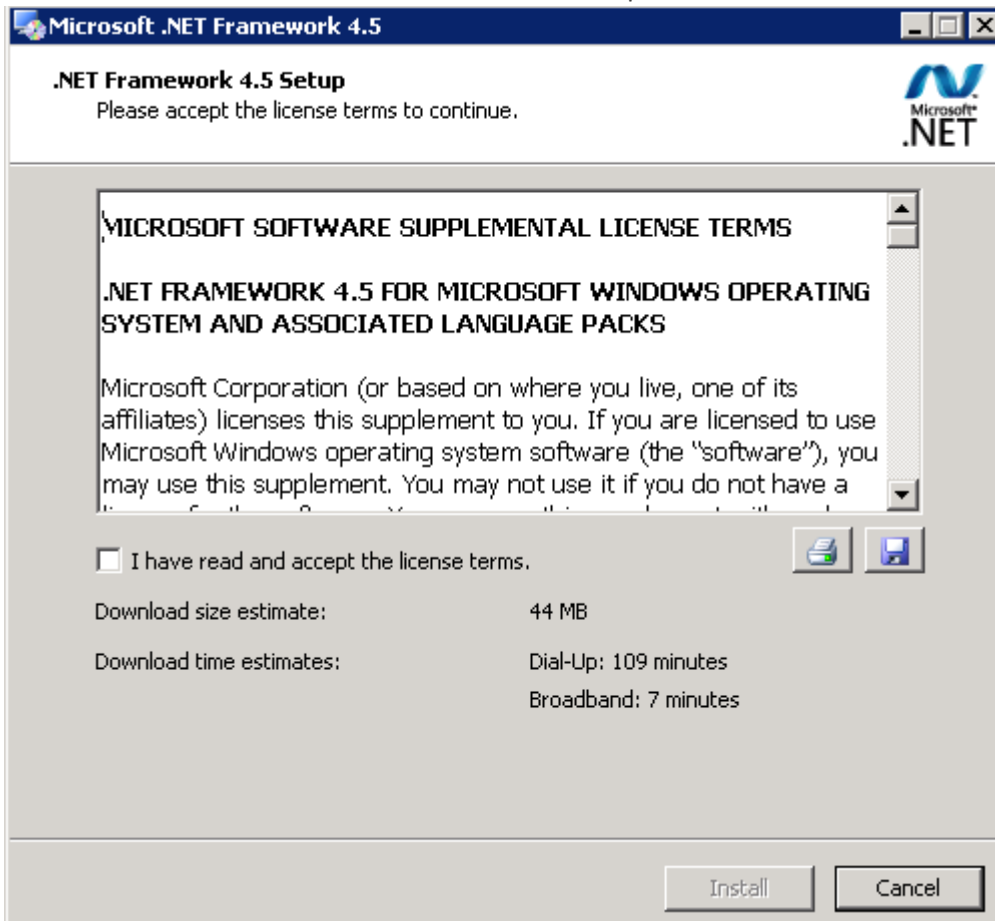 Microsoft .NET Framework 4.5
.NET Framework 4.5 Setup
Please accept the license terms to continue.
Microsoft
.NET
MICROSOFT SOFTWARE SUPPLEMENTAL LICENSE TERMS
.NET FRAMEWORK 4.5 FOR MICROSOFT WINDOWS OPERATING
SYSTEM AND ASSOCIATED LANGUAGE PACKS
Microsoft Corporation (or based on where you live, one of its
affiliates) licenses this supplement to you. If you are licensed to use
Microsoft Windows operating system software (the “software”), you
may use this supplement. You may not use it if you do not have a
I have read and accept the license terms.
Download size estimate: 44 MB
Download time estimates: Dial-Up: 109 minutes
Broadband: 7 minutes
Install Cancel